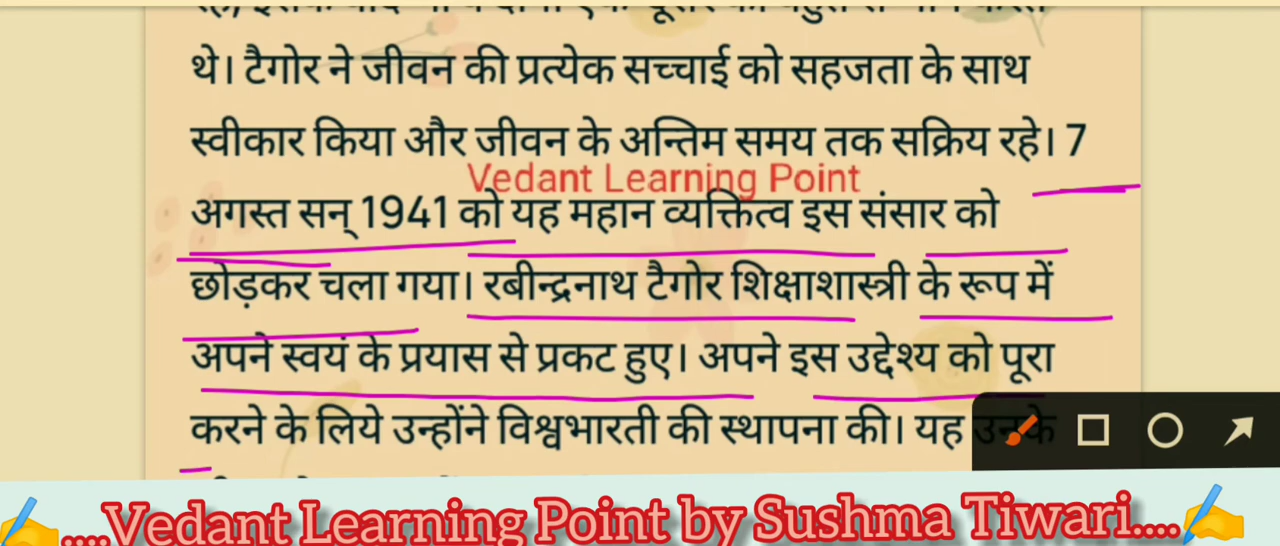 थे। टैगोर ने जीवन की प्रत्येक सच्चाई को सहजता के साथ
स्वीकार किया और जीवन के अन्तिम समय तक सक्रिय रहे। 7
Vedant Learning Point
अगस्त सन् 1941 को यह महान व्यक्तित्व इस संसार को
छोड़कर चला गया। रबीन्द्रनाथ टैगोर शिक्षाशास्त्री के रूप में
अपने स्वयं के प्रयास से प्रकट हुए। अपने इस उद्देश्य को पूरा
करने के लिये उन्होंने विश्वभारती की स्थापना की। यह उनके
....Vedant Learning Point by Sushma Tiwari....